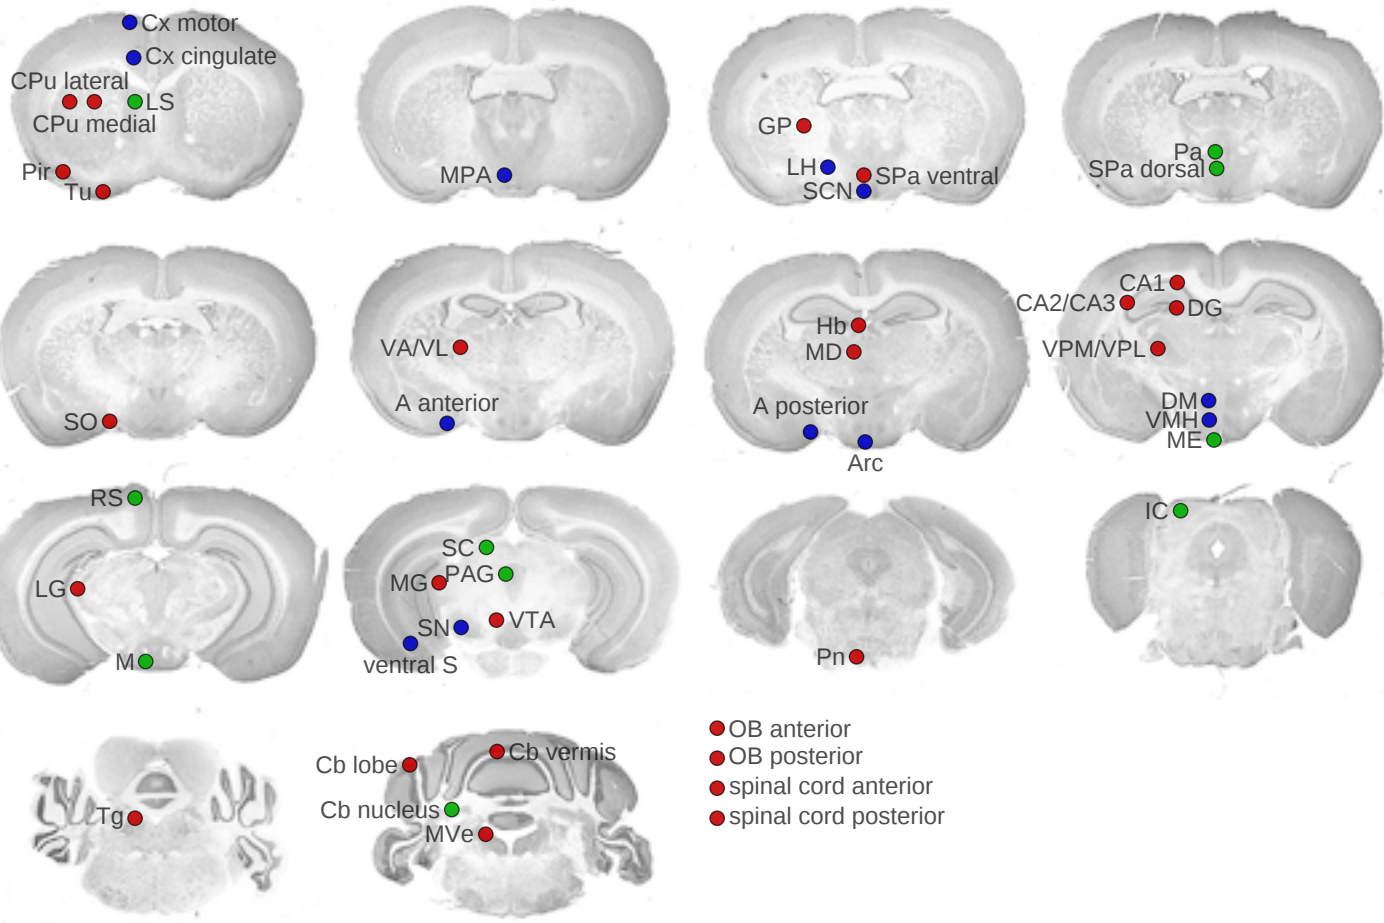 Cx motor
Cx cingulate
CPu lateral
LS
CPu medial
Pir
Tu
MPA
GP
LH
SPa ventral
SCN
Pa
SPa dorsal
SO
VA/VL
A anterior
Hb
MD
A posterior
Arc
CA1
CA2/CA3
DG
VPM/VPL
DM
VMH
ME
RS
LG
M
SC
MG
PAG
SN
VTA
ventral S
Pn
IC
Tg
Cb lobe
Cb vermis
Cb nucleus
MVe
OB anterior
OB posterior
spinal cord anterior
spinal cord posterior